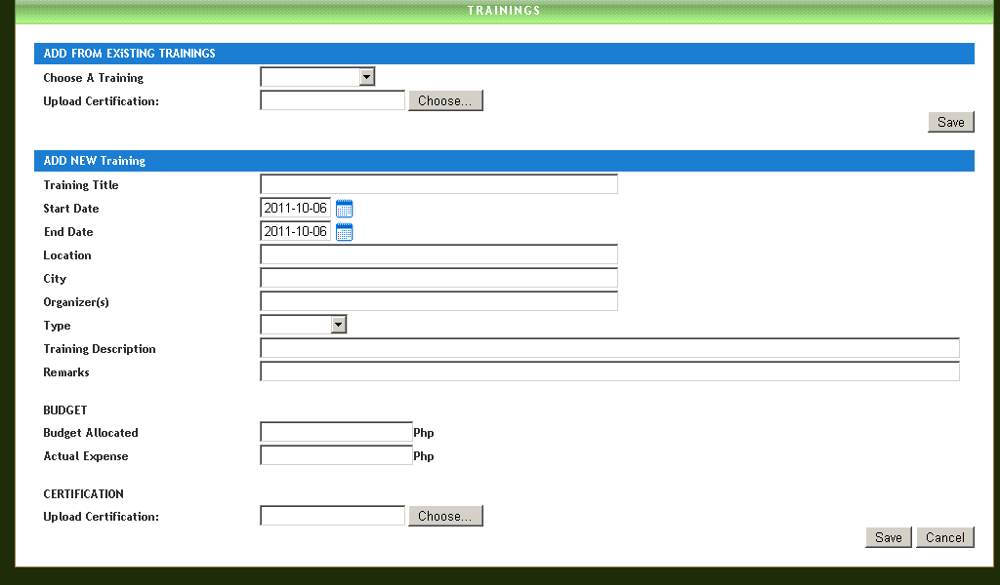 TRAININGS
ADD FROM EXiSTING TRAININGS
Choose A Training
Upload Certification: Choose...
Save
ADD NEW Training
Training Title
Start Date 2011-10-06
End Date 2011-10-06
Location
City
Organizer(s)
Type
Training Description
Remarks
BUDGET
Budget Allocated Php
Actual Expense Php
CERTIFICATION
Upload Certification: Choose...
Save Cancel